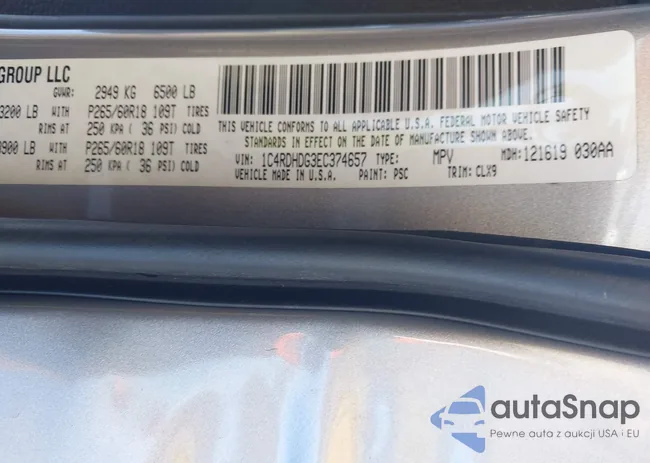 GROUP LLC
GVWR: 2949 KG 6500 LB
3200 LB WITH P265/60R18 109T TIRES
RIMS AT 250 KPA ( 36 PSI) COLD
900 LB WITH P265/60R18 109T TIRES
RIMS AT 250 KPA ( 36 PSI) COLD
THIS VEHICLE CONFORMS TO ALL APPLICABLE U.S.A. FEDERAL MOTOR VEHICLE SAFETY
STANDARDS IN EFFECT ON THE DATE OF MANUFACTURE SHOWN ABOVE.
VIN: 1C4RDHDG3EC374657 TYPE: MPV MDH: 121619 030AA
VEHICLE MADE IN U.S.A. PAINT: PSC TRIM: CLX9
autaSnap
Pewne auta z aukcji USA i EU